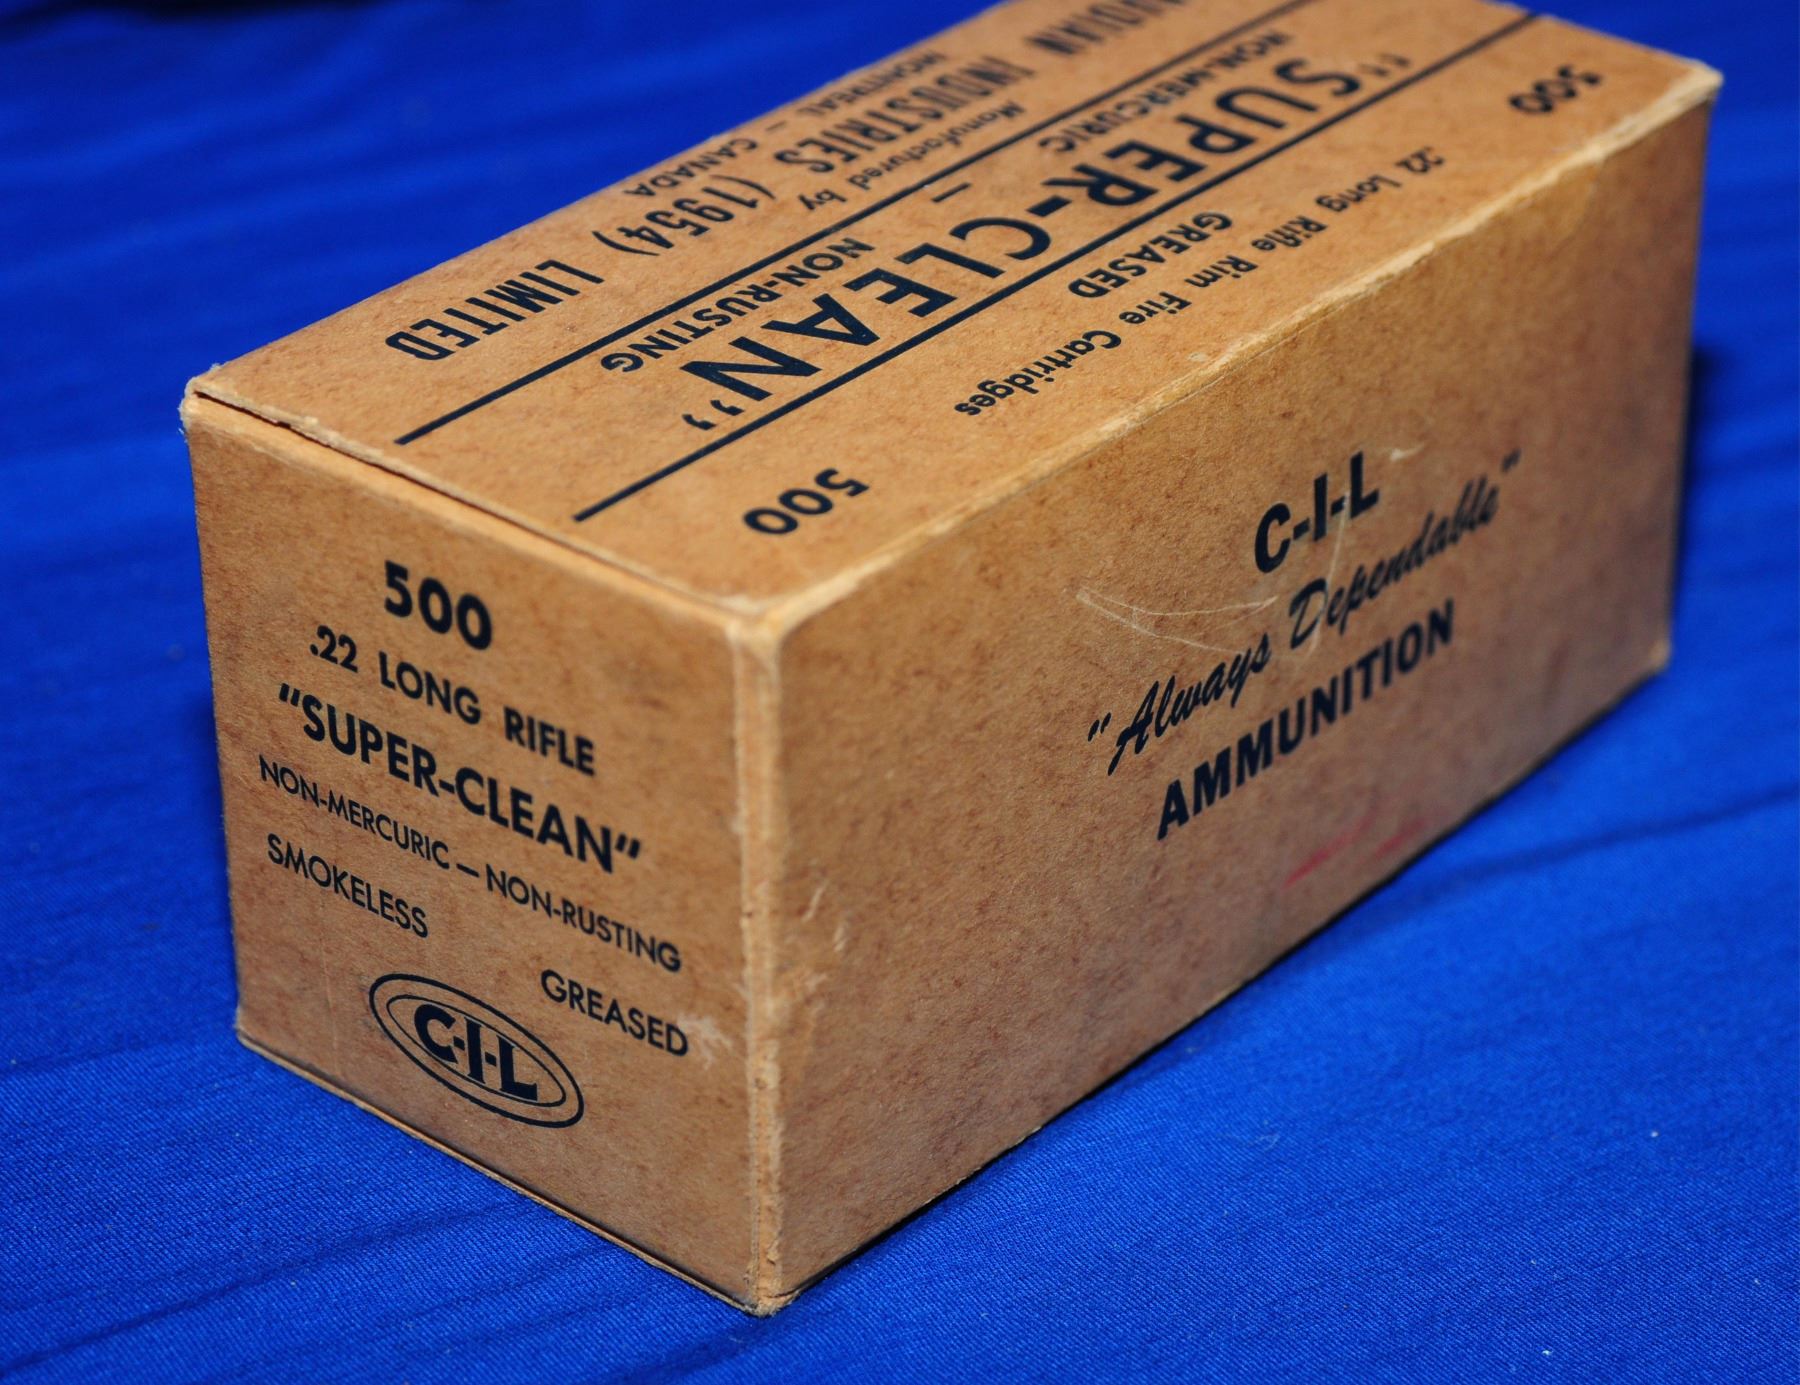 500
.22 Long Rifle Rim Fire Cartridges
GREASED
500
"SUPER-CLEAN"
NON-MERCURIC — NON-RUSTING
Manufactured by
INDUSTRIES (1954) LIMITED
MONTREAL - CANADA
500
.22 LONG RIFLE
"SUPER-CLEAN"
NON-MERCURIC — NON-RUSTING
SMOKELESS GREASED
C-I-L
C-I-L
"Always Dependable"
AMMUNITION